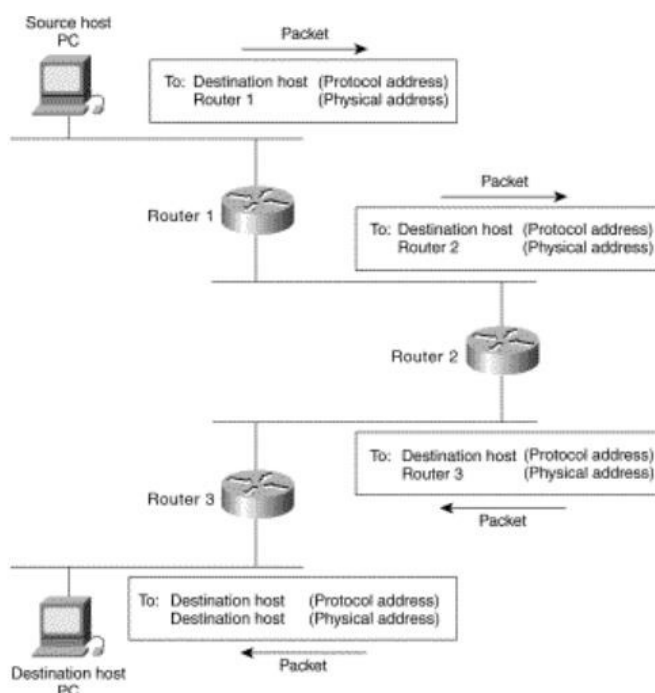 Source host
PC
Packet
To: Destination host (Protocol address)
Router 1 (Physical address)
Router 1
Packet
To: Destination host (Protocol address)
Router 2 (Physical address)
Router 2
To: Destination host (Protocol address)
Router 3 (Physical address)
Router 3
Packet
To: Destination host (Protocol address)
Destination host (Physical address)
Packet
Destination host
PC